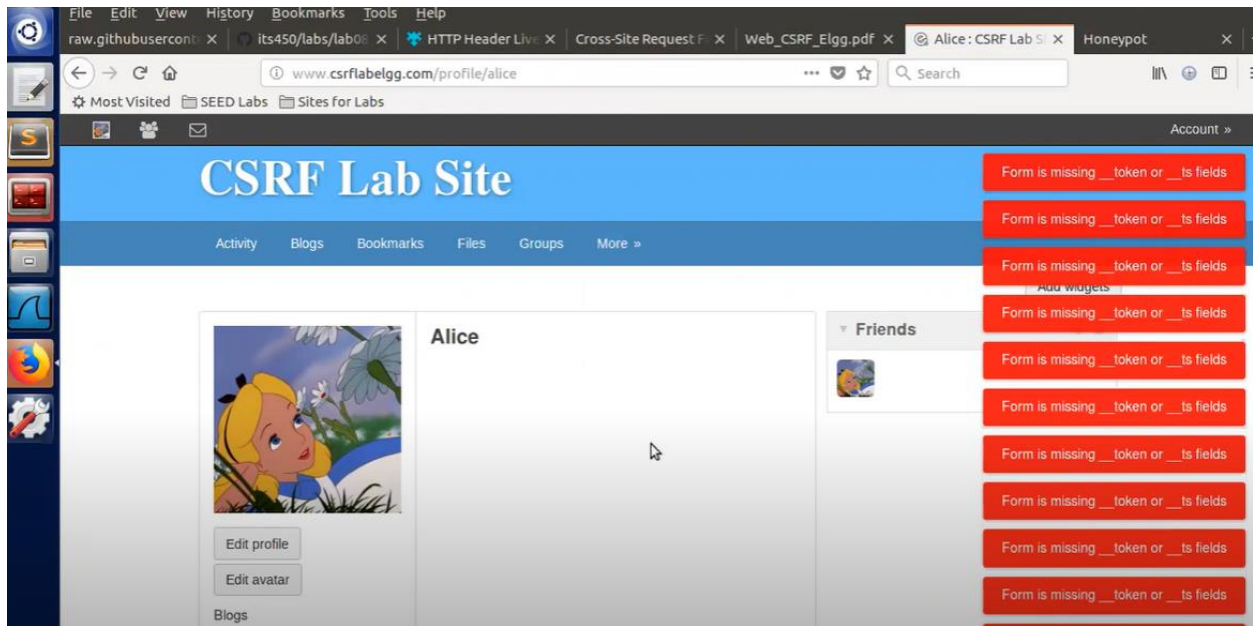 File Edit View History Bookmarks Tools Help
raw.githubuserconte its450/labs/lab08 HTTP Header Live Cross-Site Request F Web_CSRF_Elgg.pdf Alice : CSRF Lab Si Honeypot
www.csrflabelgg.com/profile/alice Search
Most Visited SEED Labs Sites for Labs
Account »
CSRF Lab Site
Activity Blogs Bookmarks Files Groups More »
Add widgets
Alice
Friends
Edit profile
Edit avatar
Blogs
Form is missing __token or __ts fields
Form is missing __token or __ts fields
Form is missing __token or __ts fields
Form is missing __token or __ts fields
Form is missing __token or __ts fields
Form is missing __token or __ts fields
Form is missing __token or __ts fields
Form is missing __token or __ts fields
Form is missing __token or __ts fields
Form is missing __token or __ts fields